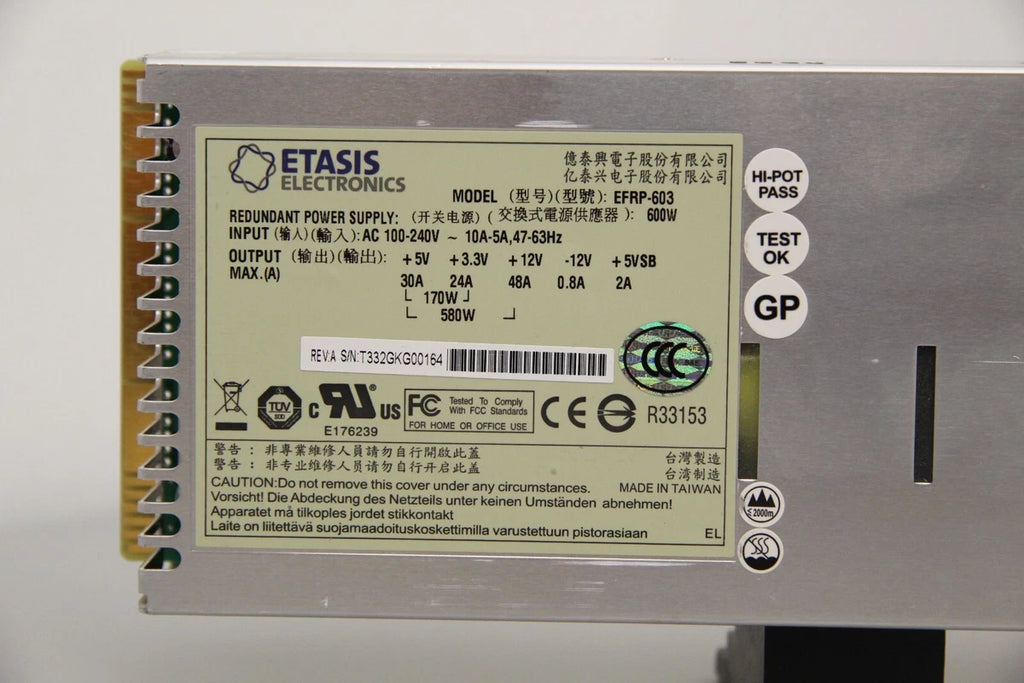 ETASIS
ELECTRONICS
億泰興電子股份有限公司
亿泰兴电子股份有限公司
MODEL (型号)(型號): EFRP-603
REDUNDANT POWER SUPPLY: (开关电源) (交換式電源供應器): 600W
INPUT (输入)(輸入): AC 100-240V ~ 10A-5A,47-63Hz
OUTPUT (输出)(輸出): +5V +3.3V +12V -12V +5VSB
MAX.(A) 30A 24A 48A 0.8A 2A
170W
580W
REV:A S/N:T332GKG00164
CCC
TÜV
C UR ® US
E176239
FC Tested To Comply
With FCC Standards
FOR HOME OR OFFICE USE
CE
R33153
警告: 非專業維修人員請勿自行開啟此蓋
警告: 非专业维修人员请勿自行开启此盖
台灣製造
台湾制造
CAUTION:Do not remove this cover under any circumstances. MADE IN TAIWAN
Vorsicht! Die Abdeckung des Netzteils unter keinen Umständen abnehmen!
Apparatet må tilkoples jordet stikkontakt
Laite on liitettävä suojamaadoituskoskettimilla varustettuun pistorasiaan EL
HI-POT
PASS
TEST
OK
GP
≤2000m